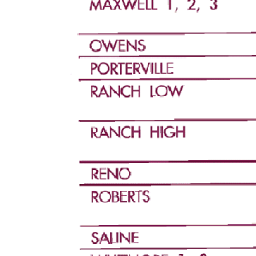 MAXWELL 1, 2, 3
OWENS
PORTERVILLE
RANCH LOW
RANCH HIGH
RENO
ROBERTS
SALINE